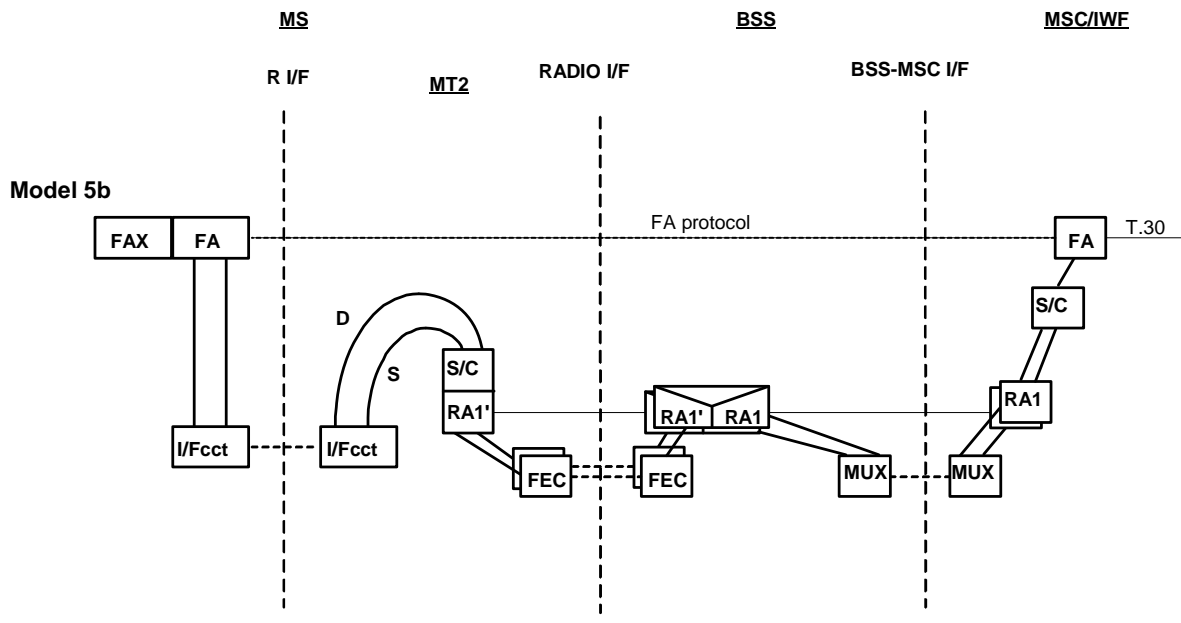 MS
BSS
MSC/IWF
R I/F
MT2
RADIO I/F
BSS-MSC I/F
Model 5b
FAX
FA
FA protocol
FA
T.30
D
S
S/C
S/C
RA1'
RA1'
RA1
RA1
I/Fcct
I/Fcct
FEC
FEC
MUX
MUX